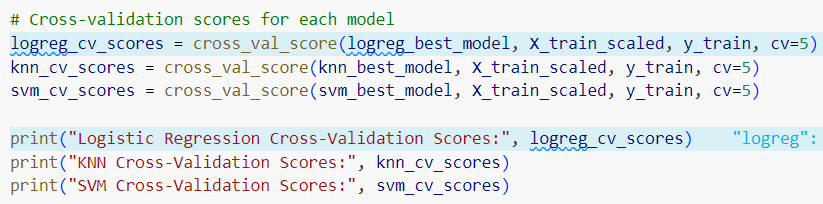 # Cross-validation scores for each model
logreg_cv_scores = cross_val_score(logreg_best_model, X_train_scaled, y_train, cv=5)
knn_cv_scores = cross_val_score(knn_best_model, X_train_scaled, y_train, cv=5)
svm_cv_scores = cross_val_score(svm_best_model, X_train_scaled, y_train, cv=5)
print("Logistic Regression Cross-Validation Scores:", logreg_cv_scores) "logreg":
print("KNN Cross-Validation Scores:", knn_cv_scores)
print("SVM Cross-Validation Scores:", svm_cv_scores)